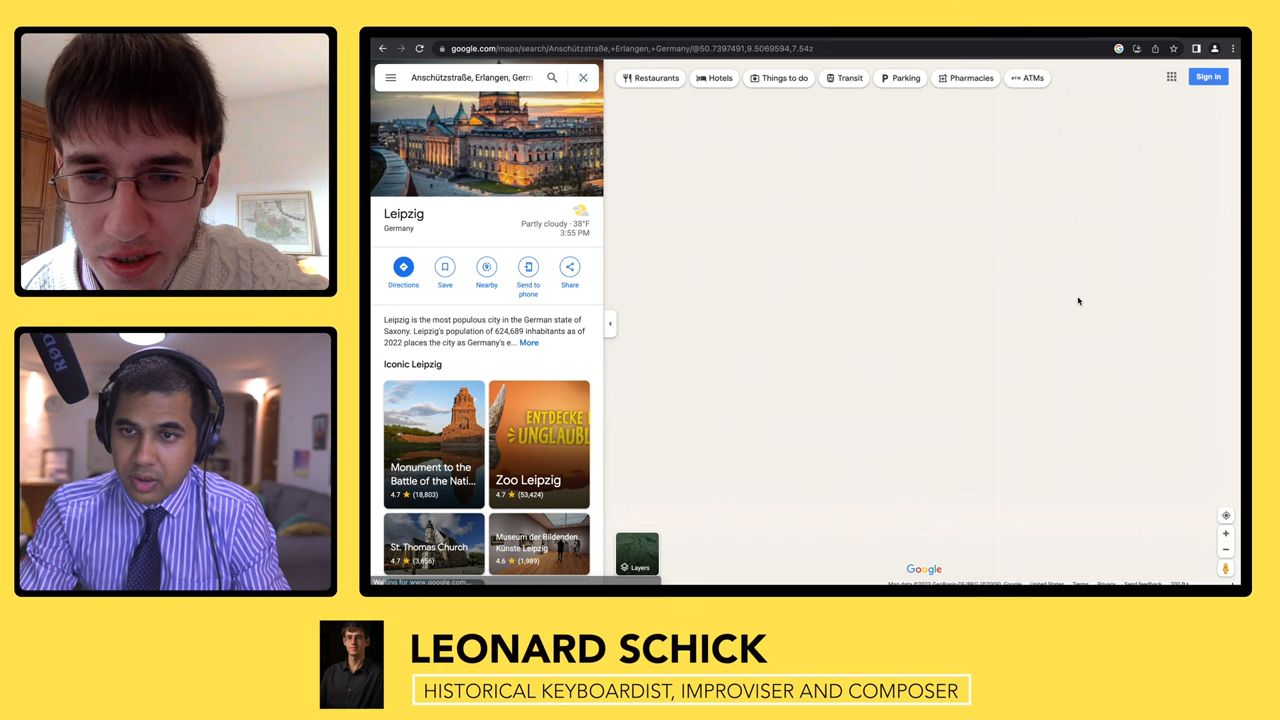 google.com/maps/search/Anschützstraße,+Erlangen,+Germany/@50.7397491,9.5069594,7.54z
Anschützstraße, Erlangen, Germ
Restaurants
Hotels
Things to do
Transit
Parking
Pharmacies
ATMs
Sign in
Leipzig
Germany
Partly cloudy · 38°F
3:55 PM
Directions
Save
Nearby
Send to
phone
Share
Leipzig is the most populous city in the German state of
Saxony. Leipzig's population of 624,689 inhabitants as of
2022 places the city as Germany's e... More
Iconic Leipzig
ENTDECKE
UNGLAUBL
Monument to the
Battle of the Nati...
4.7 ★ (18,803)
Zoo Leipzig
4.7 ★ (53,424)
St. Thomas Church
4.7 ★ (3,656)
Museum der Bildenden
Künste Leipzig
4.6 ★ (1,989)
Waiting for www.google.com...
Layers
Google
RØDE
LEONARD SCHICK
HISTORICAL KEYBOARDIST, IMPROVISER AND COMPOSER